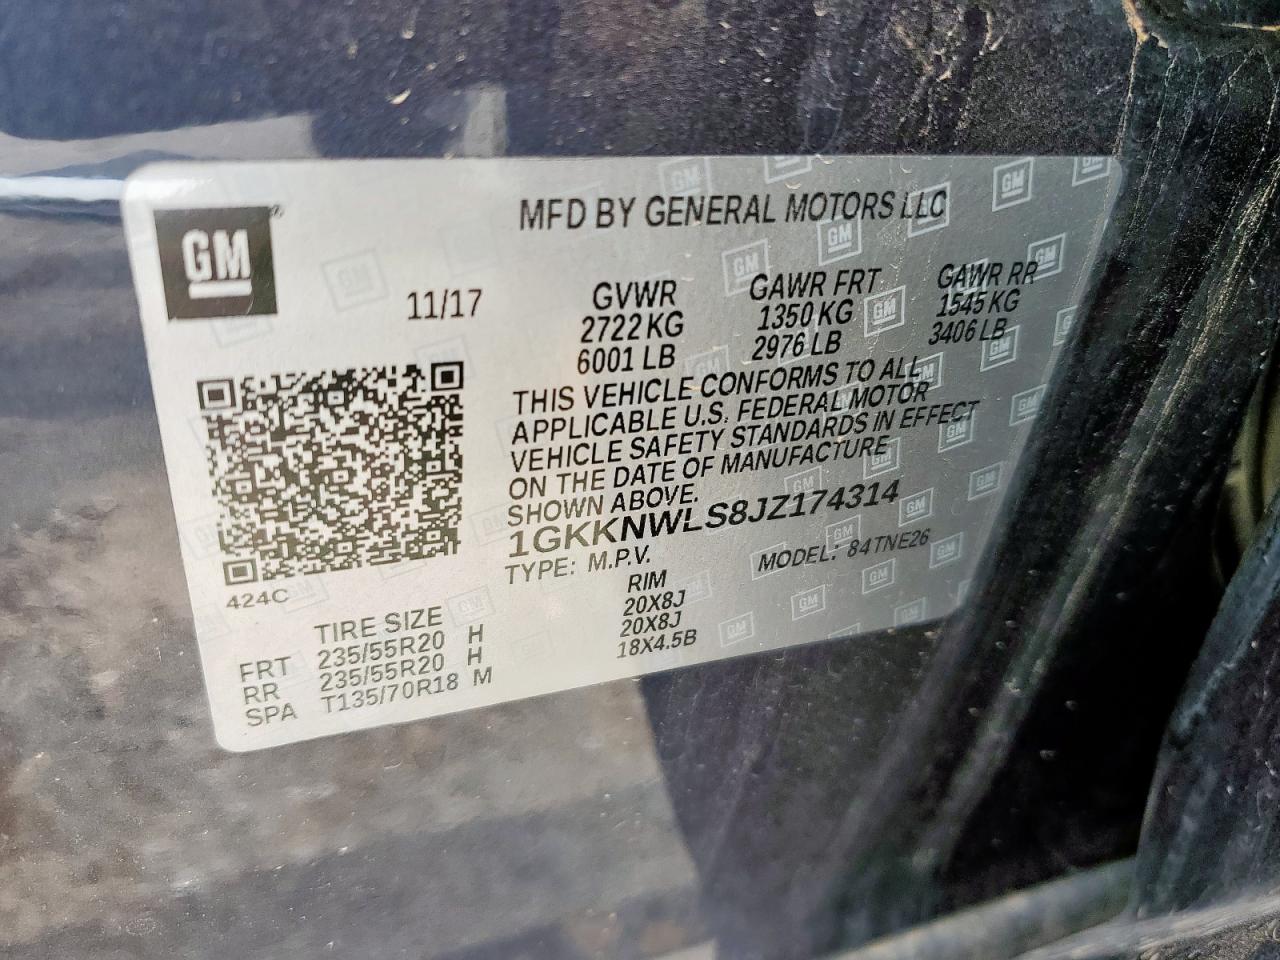 GM
MFD BY GENERAL MOTORS LLC
11/17
GVWR GAWR FRT GAWR RR
2722 KG 1350 KG 1545 KG
6001 LB 2976 LB 3406 LB
THIS VEHICLE CONFORMS TO ALL
APPLICABLE U.S. FEDERAL MOTOR
VEHICLE SAFETY STANDARDS IN EFFECT
ON THE DATE OF MANUFACTURE
SHOWN ABOVE.
1GKKNWLS8JZ174314
TYPE: M.P.V. MODEL: 84TNE26
424C
TIRE SIZE RIM
FRT 235/55R20 H 20X8J
RR 235/55R20 H 20X8J
SPA T135/70R18 M 18X4.5B